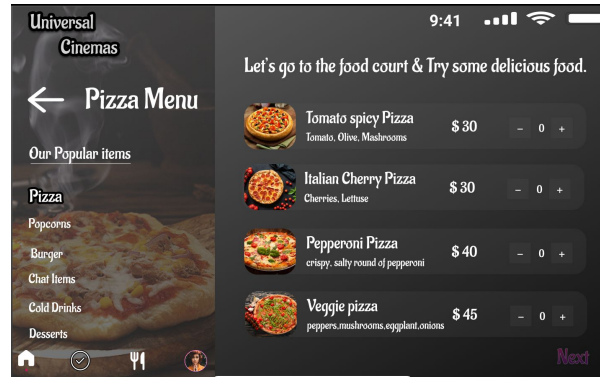 Universal
Cinemas
9:41
Let's go to the food court & Try some delicious food.
Pizza Menu
Our Popular items
Pizza
Popcorns
Burger
Chat Items
Cold Drinks
Desserts
Tomato spicy Pizza
Tomato, Olive, Mashrooms
$ 30
− 0 +
Italian Cherry Pizza
Cherries, Lettuse
$ 30
− 0 +
Pepperoni Pizza
crispy, salty round of pepperoni
$ 40
− 0 +
Veggie pizza
peppers,mushrooms,eggplant,onions
$ 45
− 0 +
Next